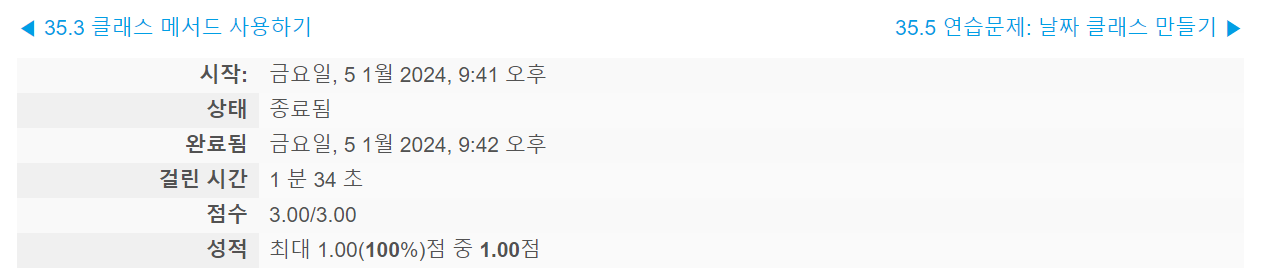 ◀ 35.3 클래스 메서드 사용하기
35.5 연습문제: 날짜 클래스 만들기 ▶
시작: 금요일, 5 1월 2024, 9:41 오후
상태 종료됨
완료됨 금요일, 5 1월 2024, 9:42 오후
걸린 시간 1 분 34 초
점수 3.00/3.00
성적 최대 1.00(100%)점 중 1.00점